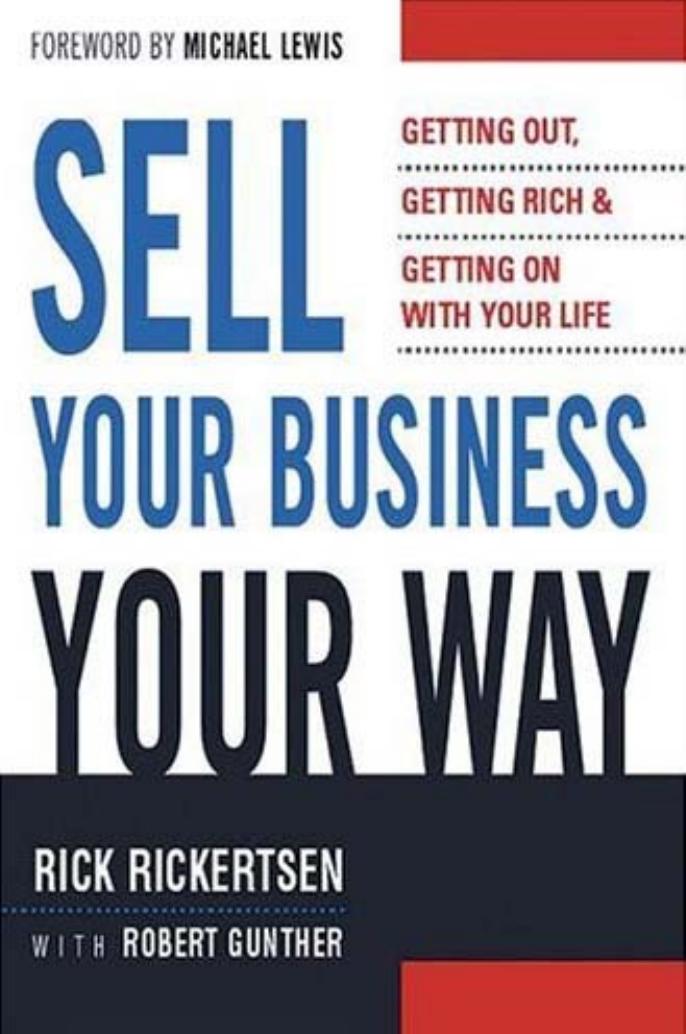 FOREWORD BY MICHAEL LEWIS
SELL
GETTING OUT,
GETTING RICH &
GETTING ON
WITH YOUR LIFE
YOUR BUSINESS
YOUR WAY
RICK RICKERTSEN
WITH ROBERT GUNTHER